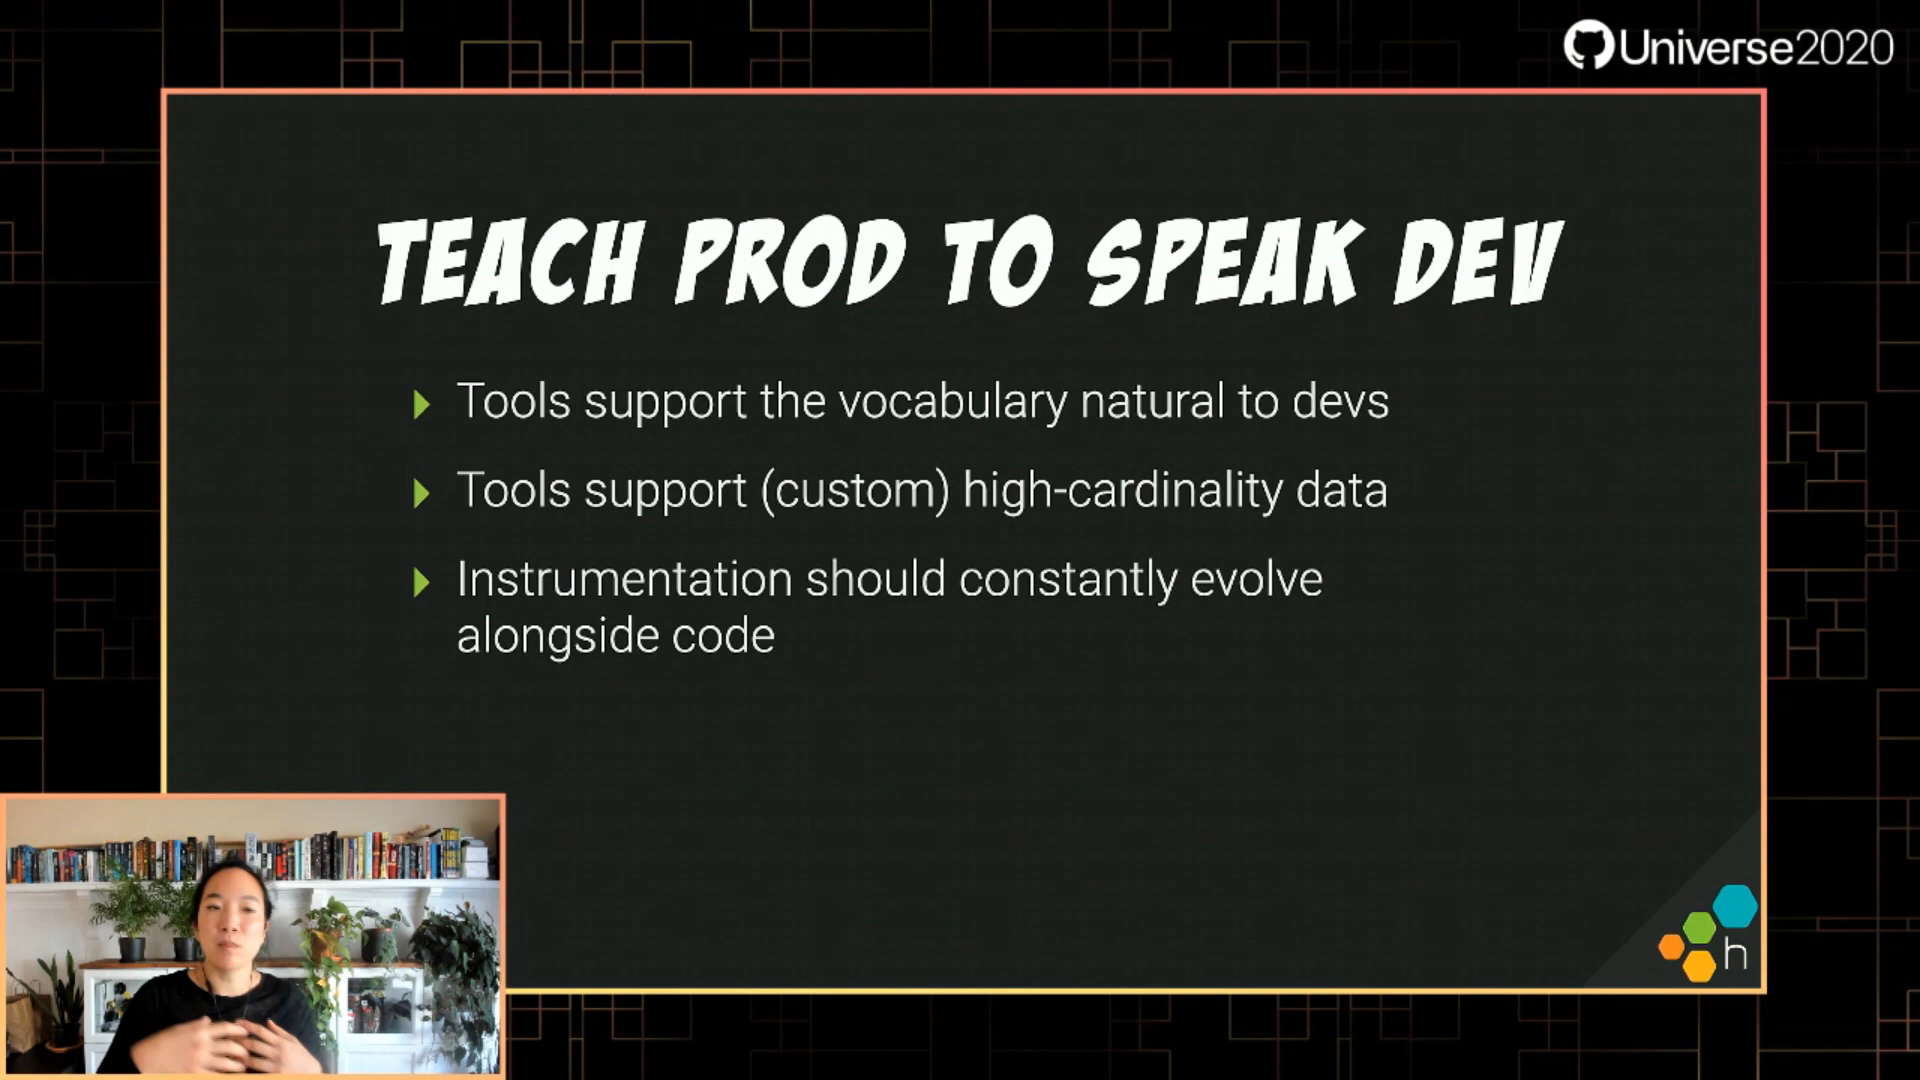 Universe2020
TEACH PROD TO SPEAK DEV
Tools support the vocabulary natural to devs
Tools support (custom) high-cardinality data
Instrumentation should constantly evolve
alongside code
h